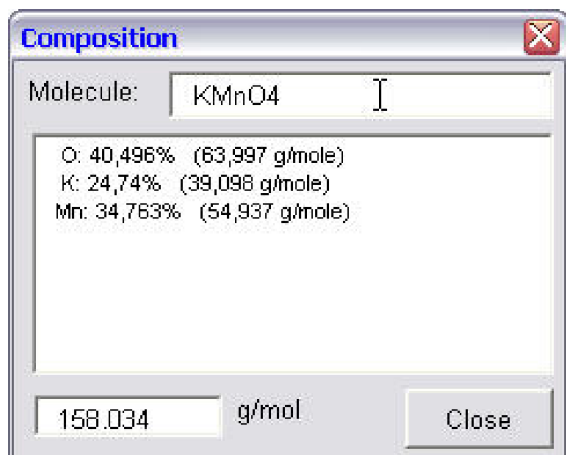 Composition
Molecule: KMnO4
O: 40,496% (63,997 g/mole)
K: 24,74% (39,098 g/mole)
Mn: 34,763% (54,937 g/mole)
158.034 g/mol Close